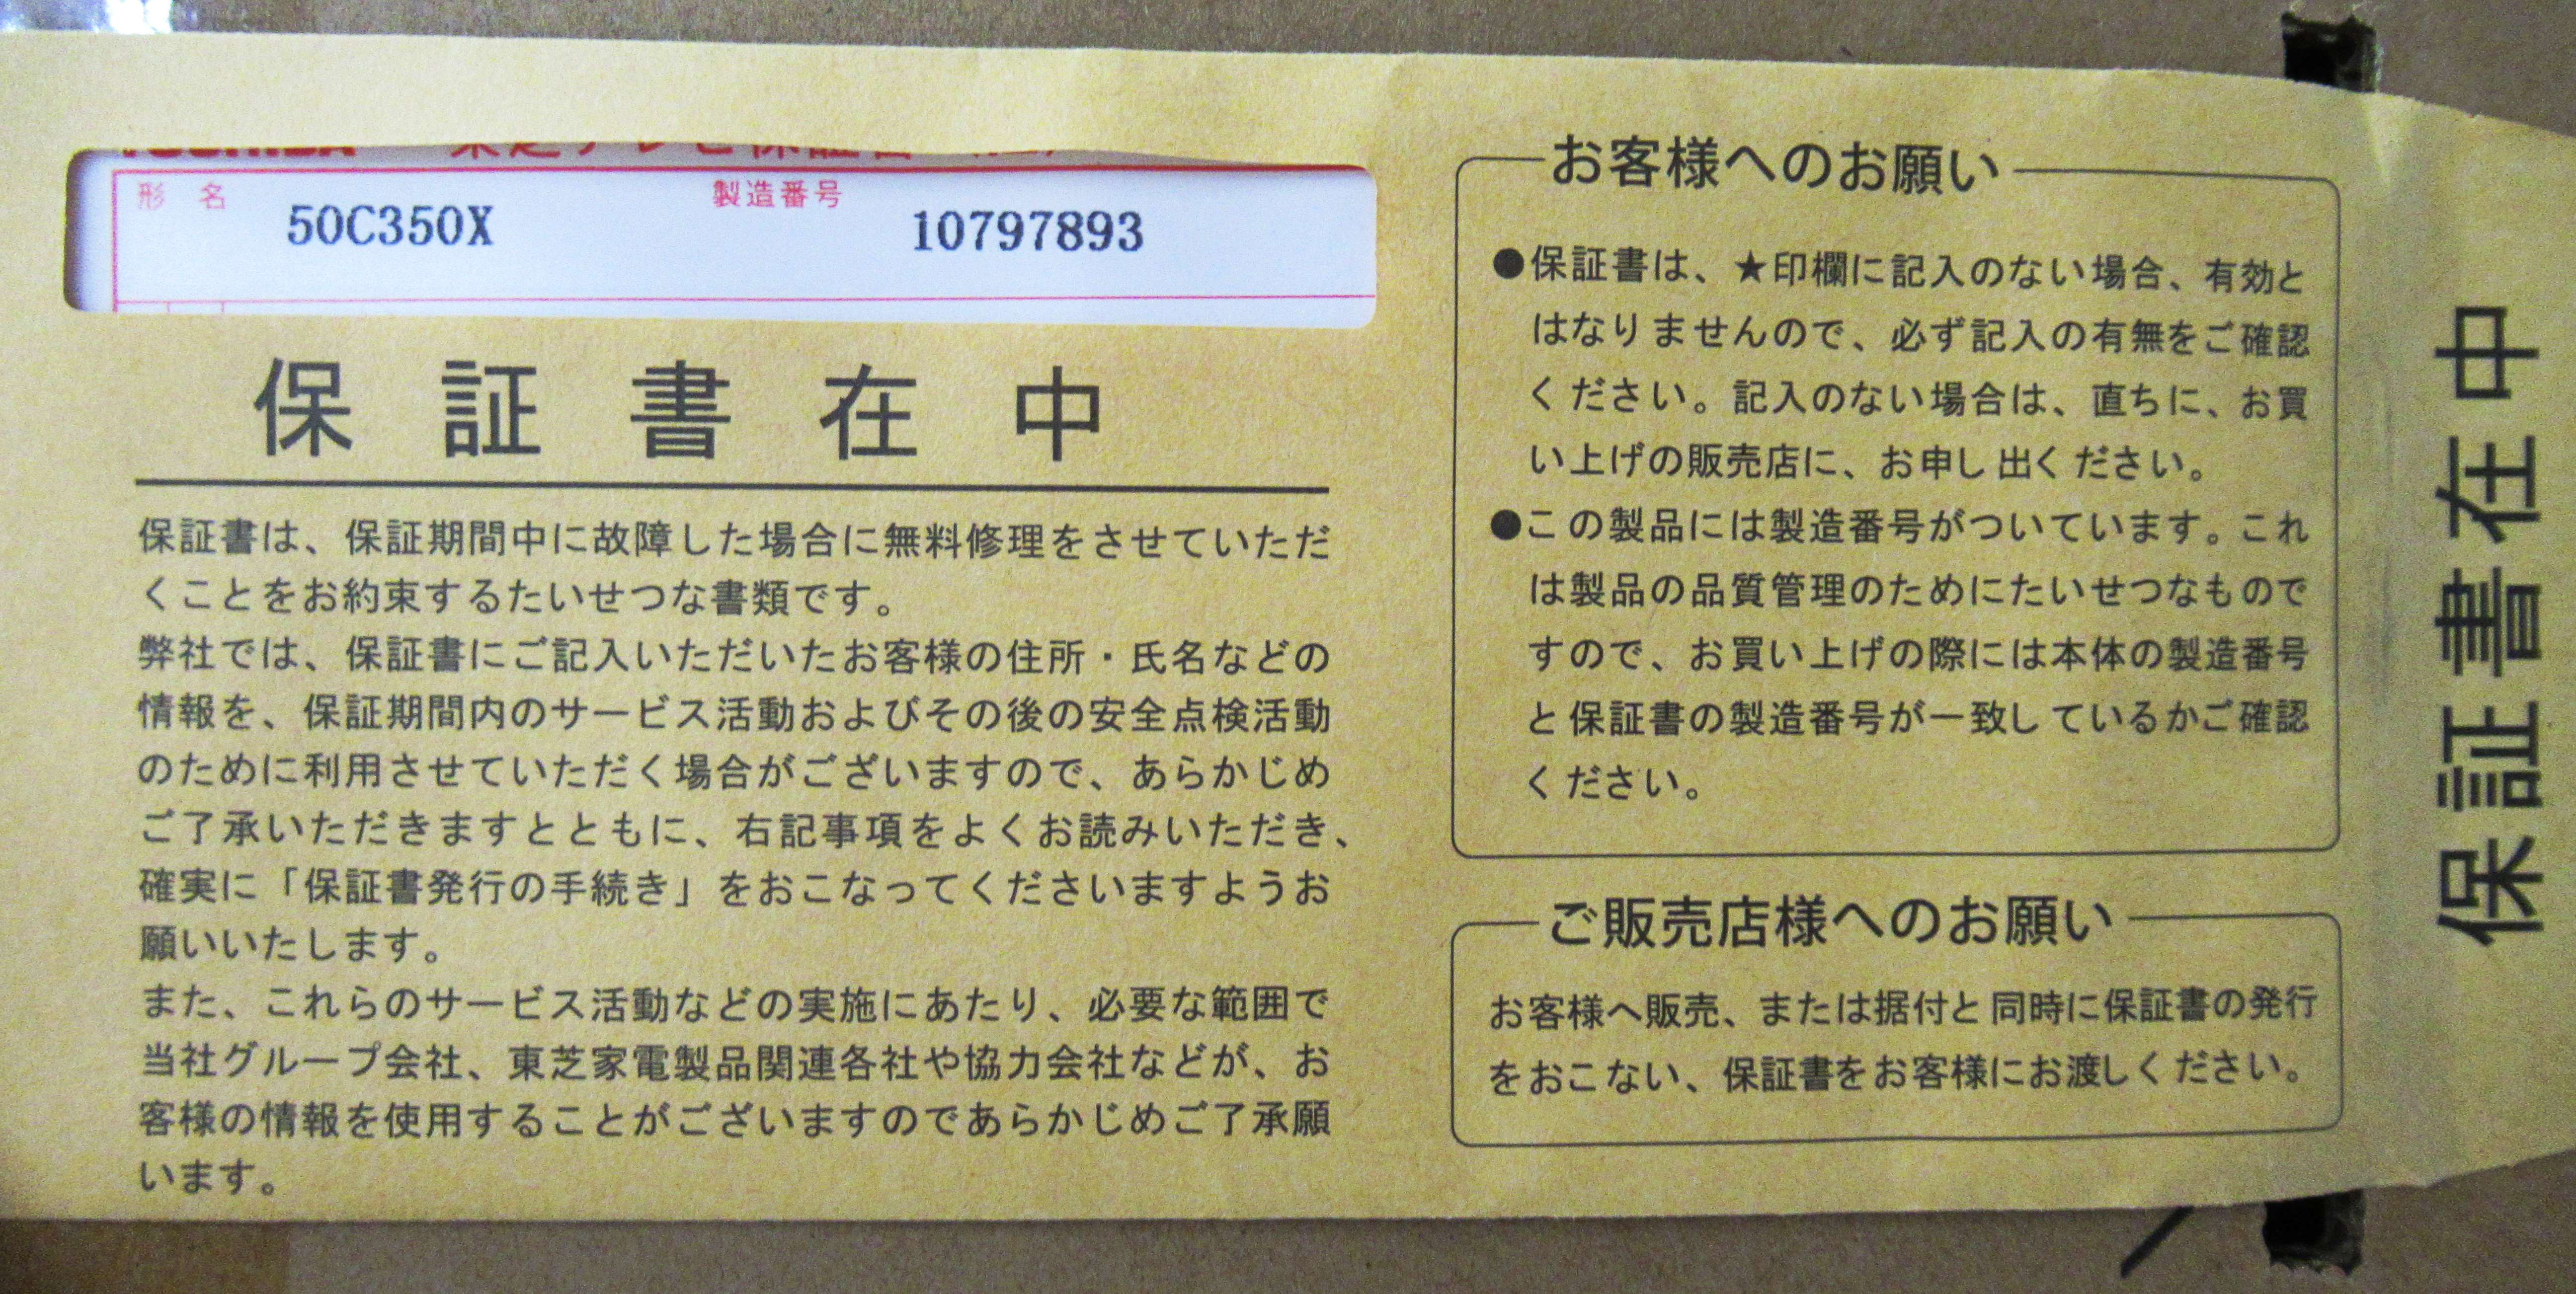 形 名 50C350X 製造番号 10797893
保証書在中
保証書は、保証期間中に故障した場合に無料修理をさせていただ
くことをお約束するたいせつな書類です。
弊社では、保証書にご記入いただいたお客様の住所・氏名などの
情報を、保証期間内のサービス活動およびその後の安全点検活動
のために利用させていただく場合がございますので、あらかじめ
ご了承いただきますとともに、右記事項をよくお読みいただき、
確実に「保証書発行の手続き」をおこなってくださいますようお
願いいたします。
また、これらのサービス活動などの実施にあたり、必要な範囲で
当社グループ会社、東芝家電製品関連各社や協力会社などが、お
客様の情報を使用することがございますのであらかじめご了承願
います。
お客様へのお願い
●保証書は、★印欄に記入のない場合、有効と
はなりませんので、必ず記入の有無をご確認
ください。記入のない場合は、直ちに、お買
い上げの販売店に、お申し出ください。
●この製品には製造番号がついています。これ
は製品の品質管理のためにたいせつなもので
すので、お買い上げの際には本体の製造番号
と保証書の製造番号が一致しているかご確認
ください。
ご販売店様へのお願い
お客様へ販売、または据付と同時に保証書の発行
をおこない、保証書をお客様にお渡しください。
保証書在中